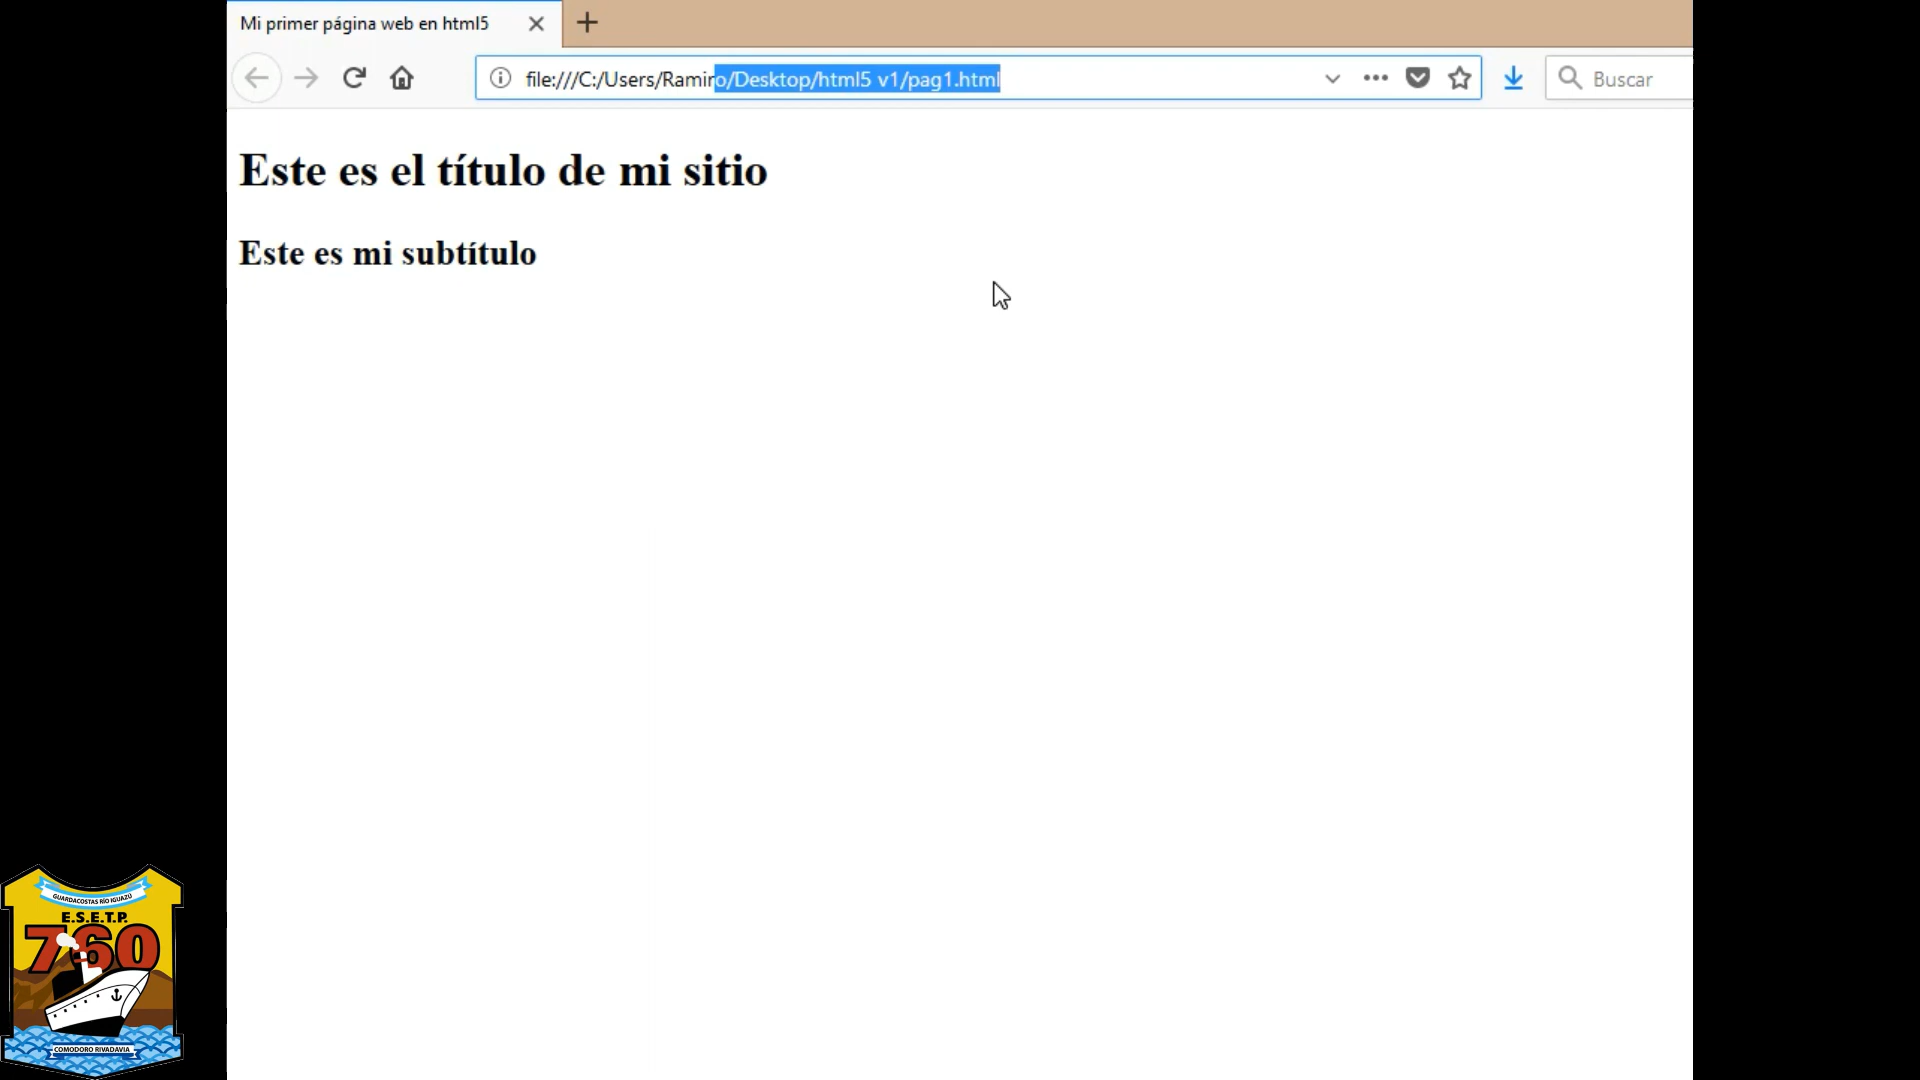 Mi primer página web en html5
file:///C:/Users/Ramiro/Desktop/html5 v1/pag1.html
Buscar
Este es el título de mi sitio
Este es mi subtítulo
GUARDACOSTAS RÍO IGUAZÚ
E.S.E.T.P.
760
COMODORO RIVADAVIA